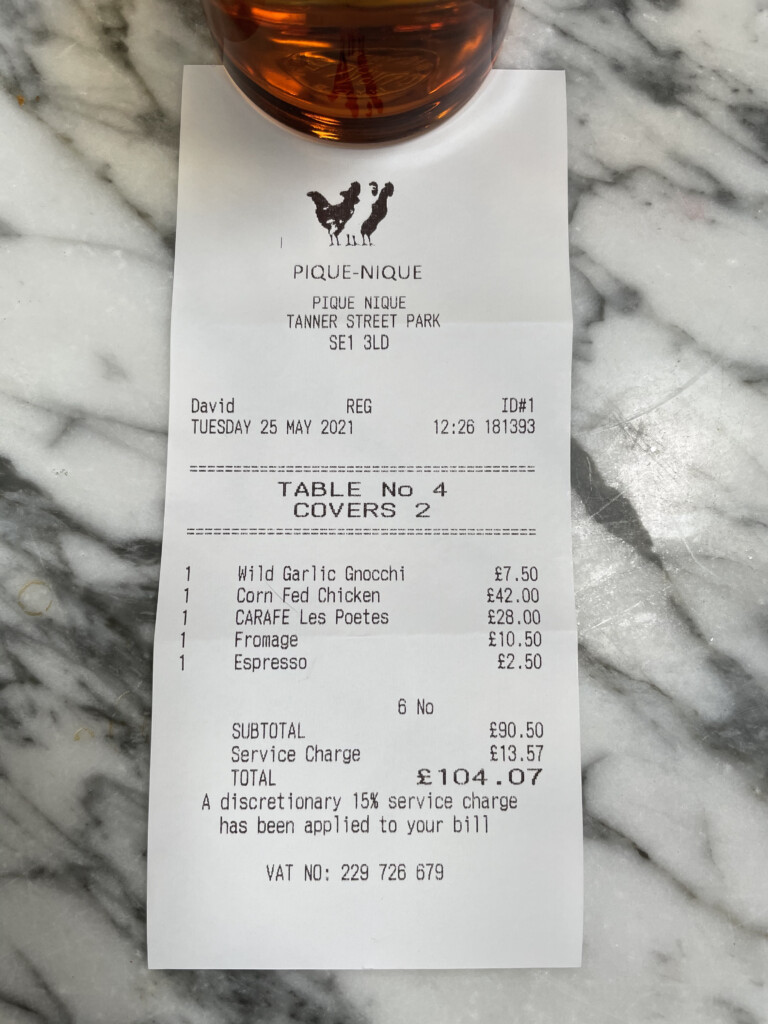 PIQUE-NIQUE
PIQUE NIQUE
TANNER STREET PARK
SE1 3LD
David REG ID#1
TUESDAY 25 MAY 2021 12:26 181393
===================================
TABLE No 4
COVERS 2
===================================
1 Wild Garlic Gnocchi £7.50
1 Corn Fed Chicken £42.00
1 CARAFE Les Poetes £28.00
1 Fromage £10.50
1 Espresso £2.50
6 No
SUBTOTAL £90.50
Service Charge £13.57
TOTAL £104.07
A discretionary 15% service charge
has been applied to your bill
VAT NO: 229 726 679